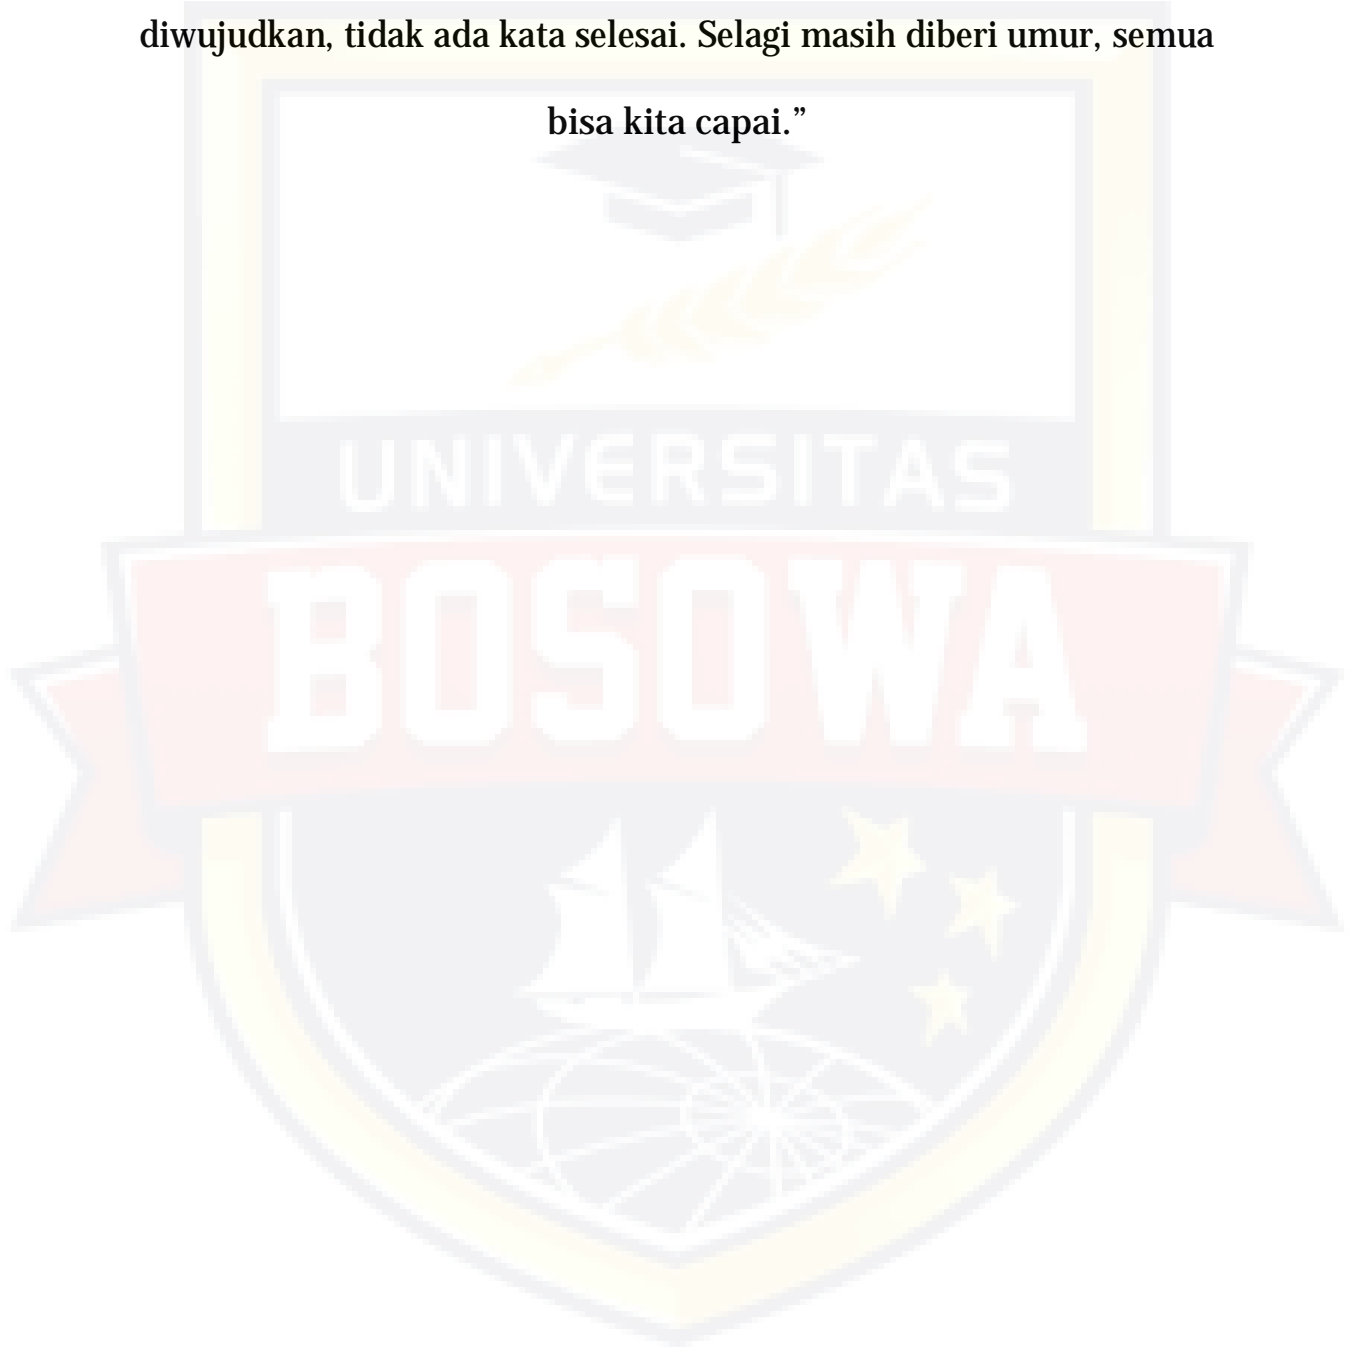 diwujudkan, tidak ada kata selesai. Selagi masih diberi umur, semua
bisa kita capai.”
UNIVERSITAS
BOSOWA